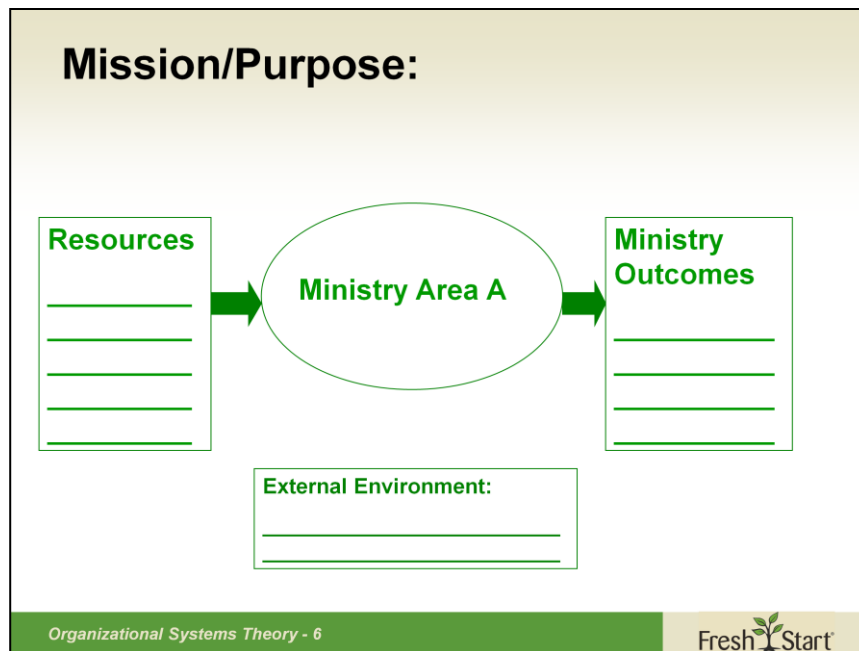 Mission/Purpose:
Resources
Ministry Area A
Ministry
Outcomes
External Environment:
Organizational Systems Theory - 6
Fresh Start